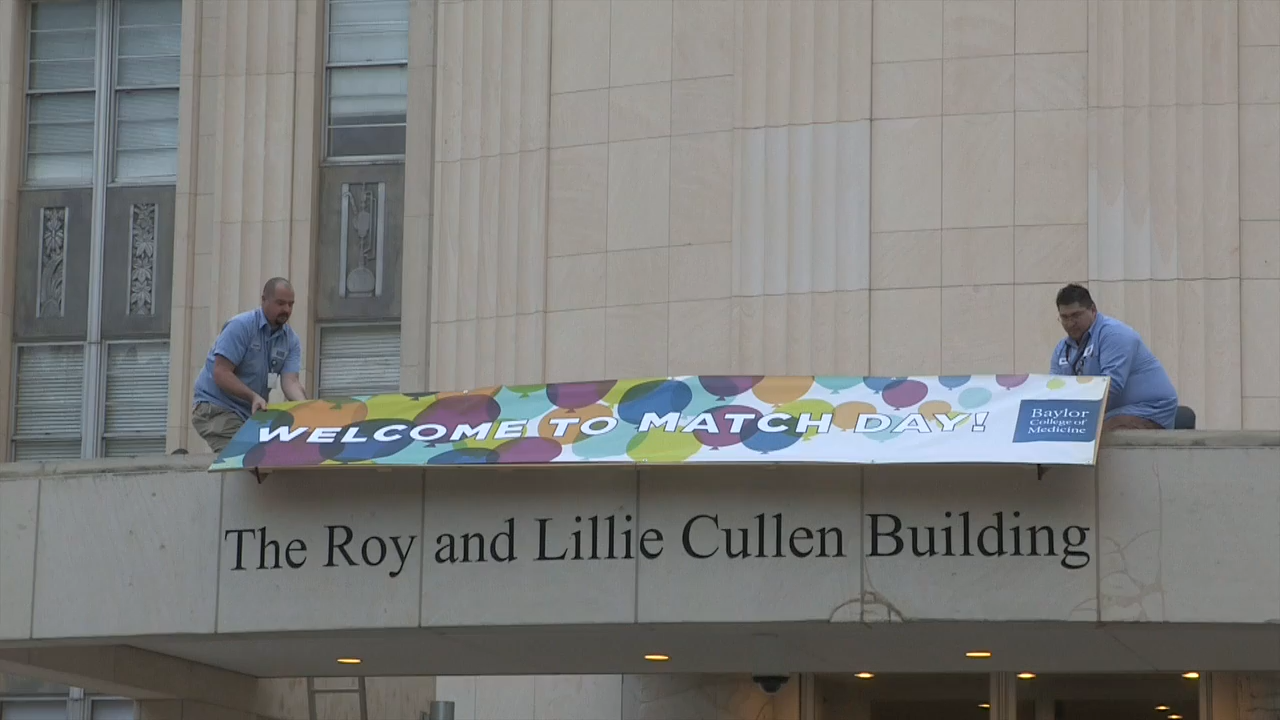 WELCOME TO MATCH DAY!
Baylor
College of
Medicine
The Roy and Lillie Cullen Building